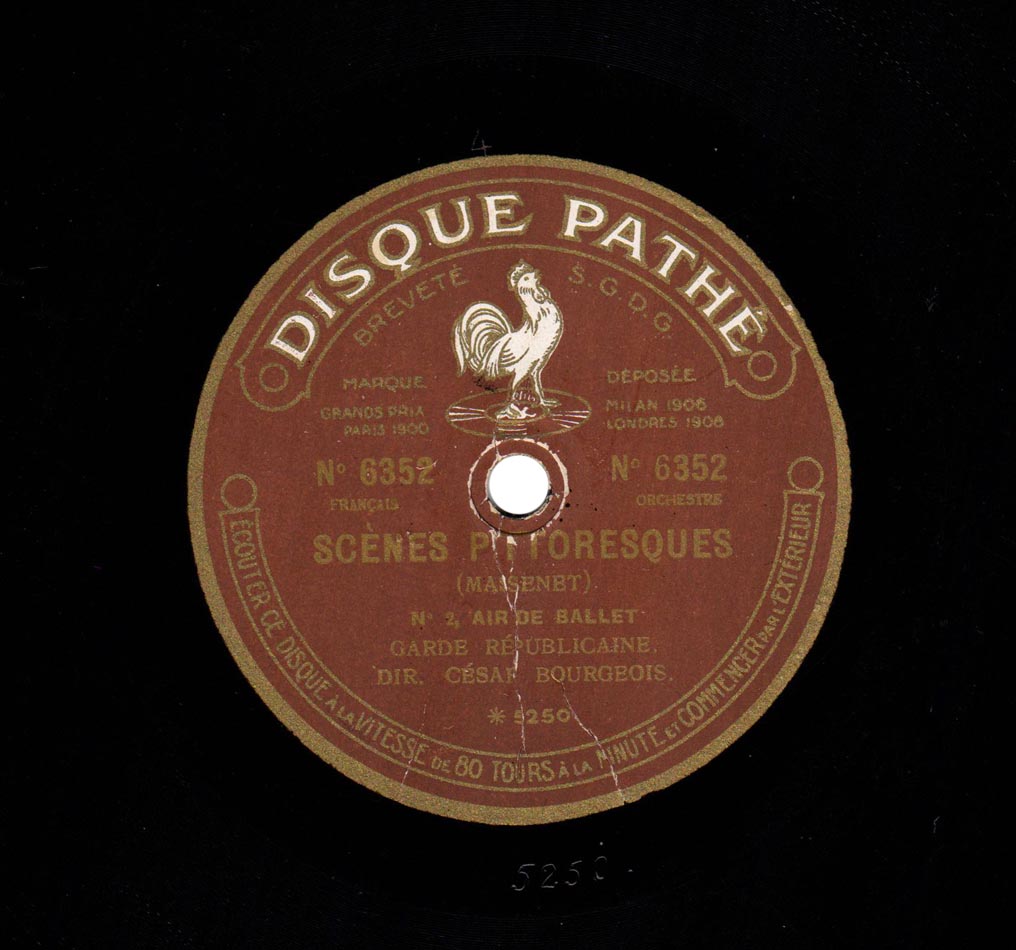 4
DISQUE PATHÉ
BREVETÉ S.G.D.G
MARQUE DÉPOSÉE
GRANDS PRIX MILAN 1906
PARIS 1900 LONDRES 1908
No 6352 No 6352
FRANÇAIS ORCHESTRE
SCÈNES PITTORESQUES
(MASSENET)
No 2, AIR DE BALLET
GARDE RÉPUBLICAINE.
DIR. CÉSAR BOURGEOIS.
* 5250
ÉCOUTER CE DISQUE À LA VITESSE DE 80 TOURS À LA MINUTE ET COMMENCER PAR L'EXTÉRIEUR
5250.